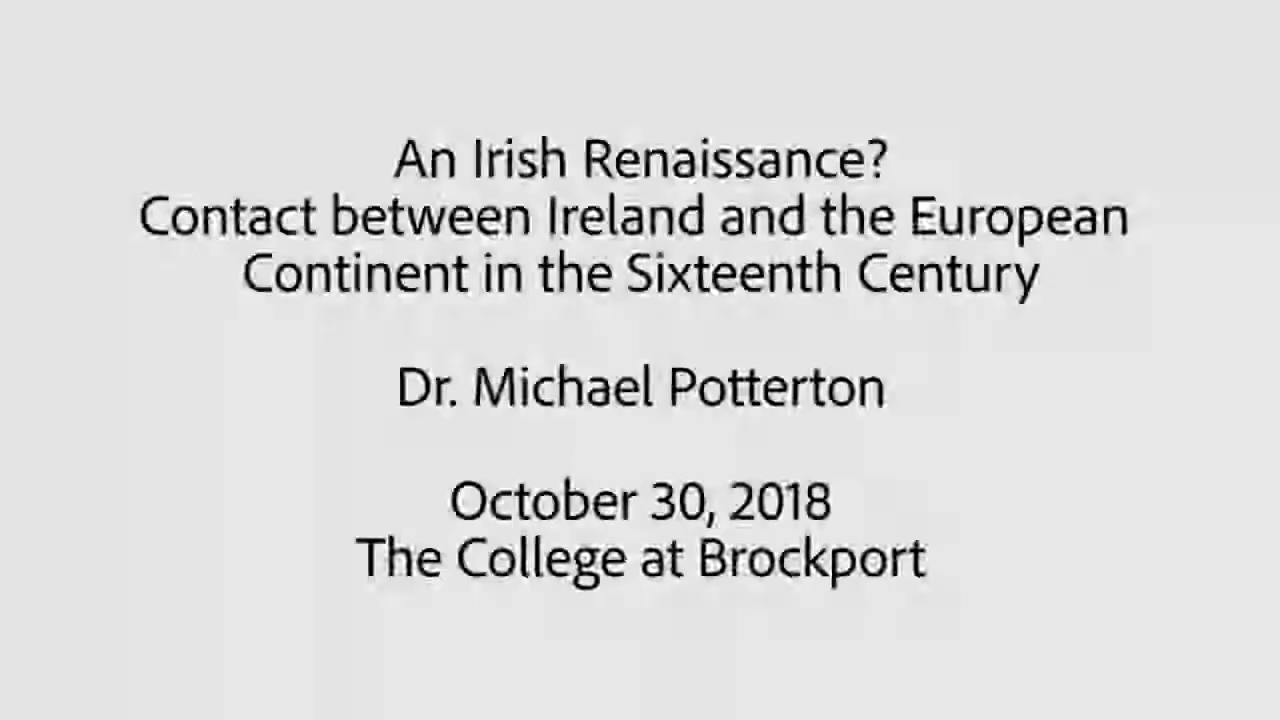 An Irish Renaissance?
Contact between Ireland and the European
Continent in the Sixteenth Century
Dr. Michael Potterton
October 30, 2018
The College at Brockport